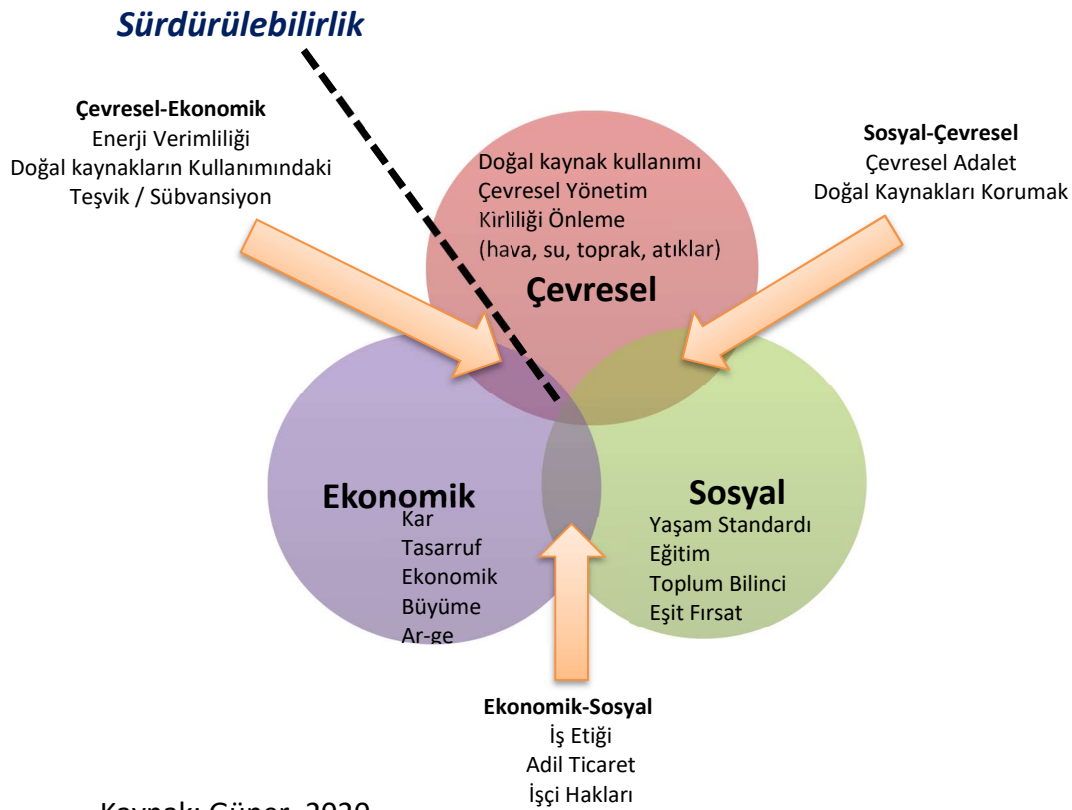 Sürdürülebilirlik
Çevresel-Ekonomik
Enerji Verimliliği
Doğal kaynakların Kullanımındaki
Teşvik / Sübvansiyon
Sosyal-Çevresel
Çevresel Adalet
Doğal Kaynakları Korumak
Doğal kaynak kullanımı
Çevresel Yönetim
Kirliliği Önleme
(hava, su, toprak, atıklar)
Çevresel
Ekonomik
Kar
Tasarruf
Ekonomik
Büyüme
Ar-ge
Sosyal
Yaşam Standardı
Eğitim
Toplum Bilinci
Eşit Fırsat
Ekonomik-Sosyal
İş Etiği
Adil Ticaret
İşçi Hakları